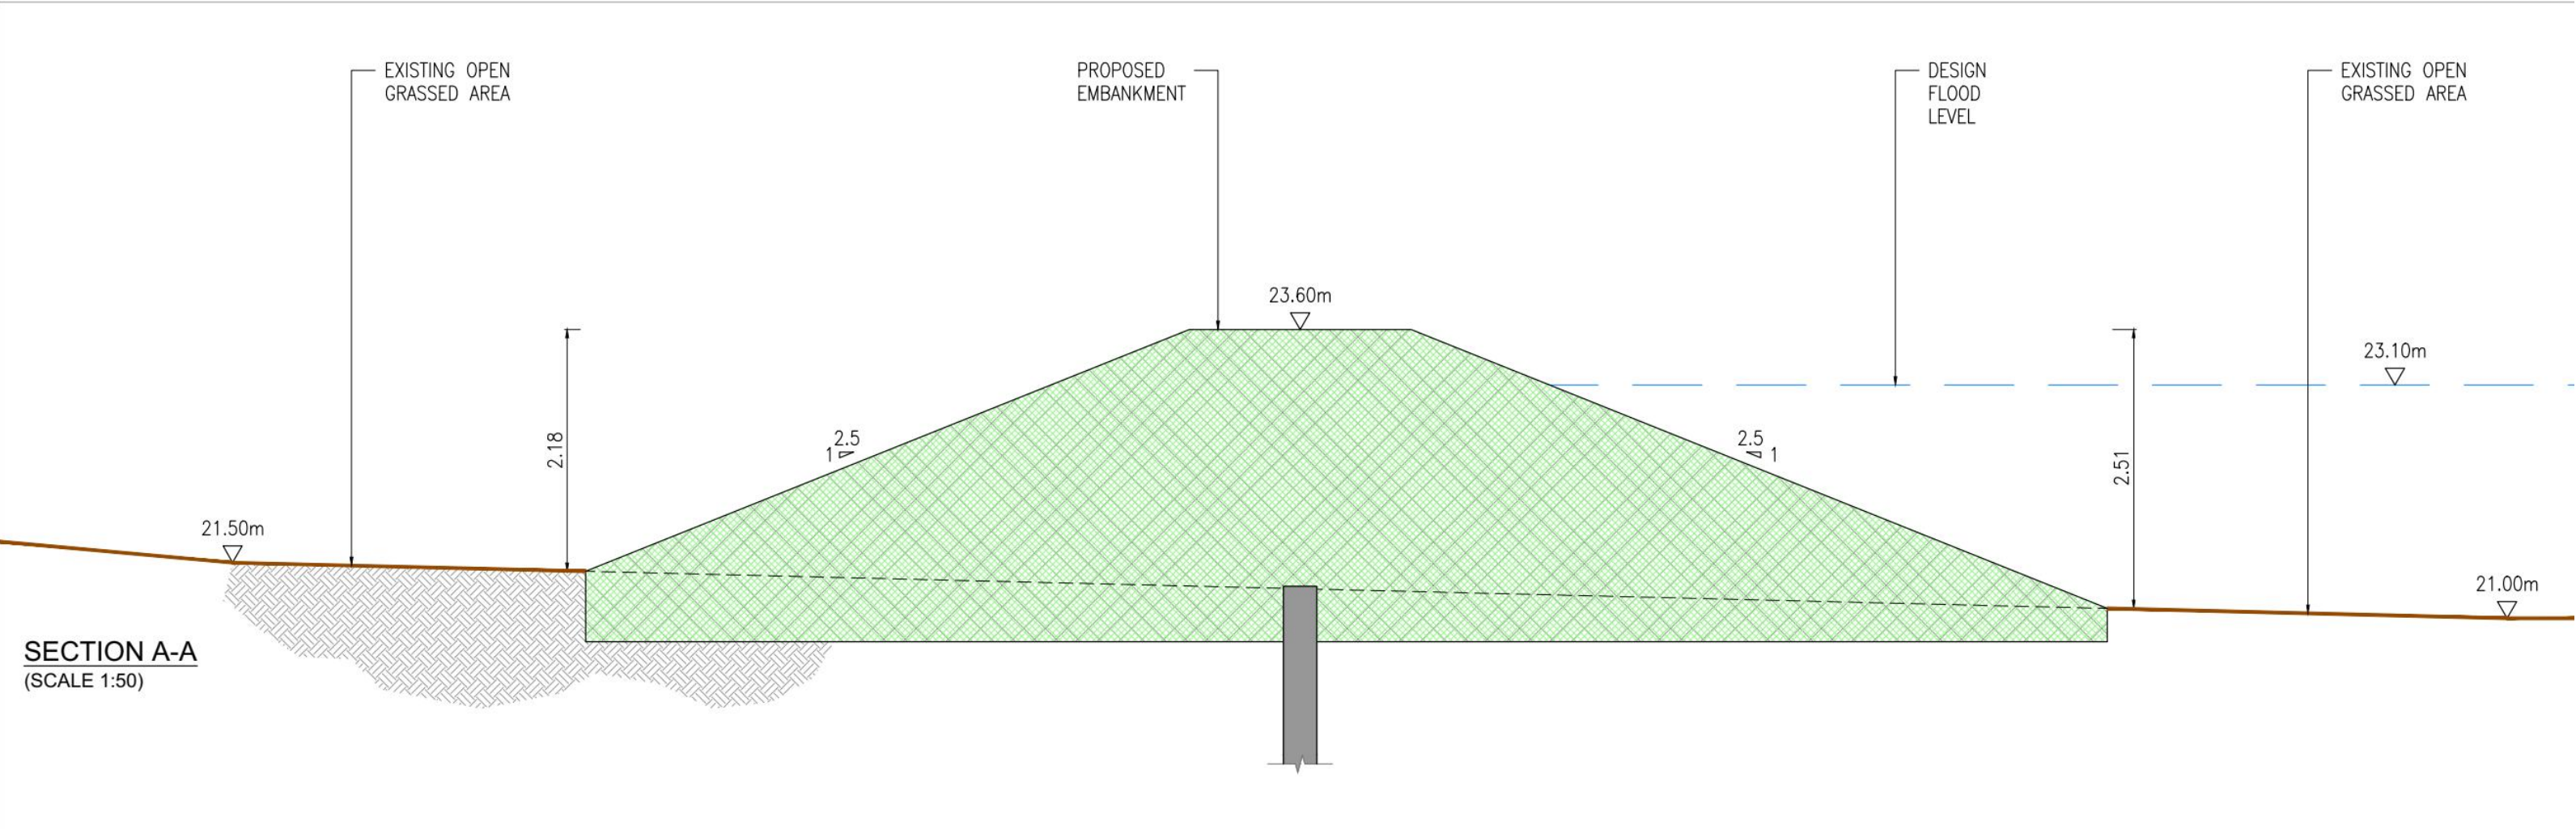 EXISTING OPEN
GRASSED AREA
PROPOSED
EMBANKMENT
DESIGN
FLOOD
LEVEL
EXISTING OPEN
GRASSED AREA
23.60m
23.10m
2.18
2.5
1
2.5
1
2.51
21.50m
21.00m
SECTION A-A
(SCALE 1:50)